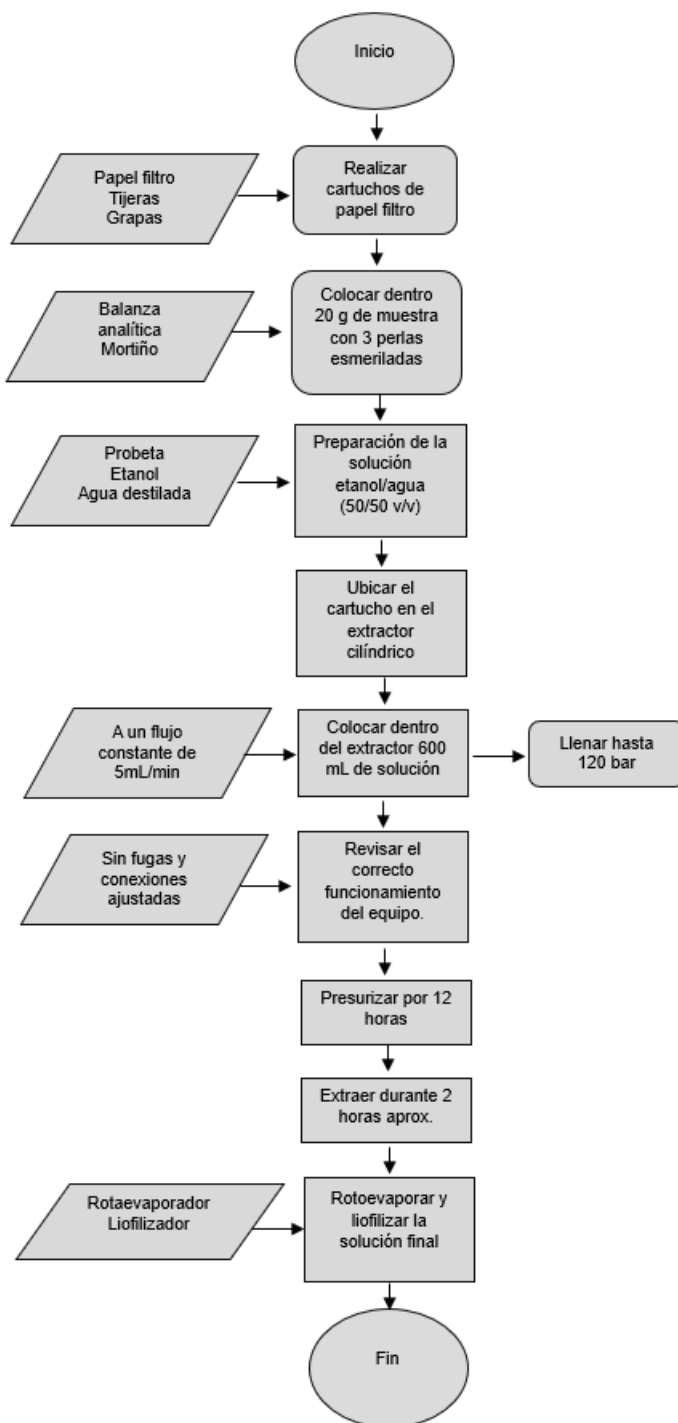 Inicio
Papel filtro
Tijeras
Grapas
Realizar
cartuchos de
papel filtro
Balanza
analítica
Mortiño
Colocar dentro
20 g de muestra
con 3 perlas
esmeriladas
Probeta
Etanol
Agua destilada
Preparación de la
solución
etanol/agua
(50/50 v/v)
Ubicar el
cartucho en el
extractor
cilíndrico
A un flujo
constante de
5mL/min
Colocar dentro
del extractor 600
mL de solución
Llenar hasta
120 bar
Sin fugas y
conexiones
ajustadas
Revisar el
correcto
funcionamiento
del equipo.
Presurizar por 12
horas
Extraer durante 2
horas aprox.
Rotaevaporador
Liofilizador
Rotoevaporar y
liofilizar la
solución final
Fin